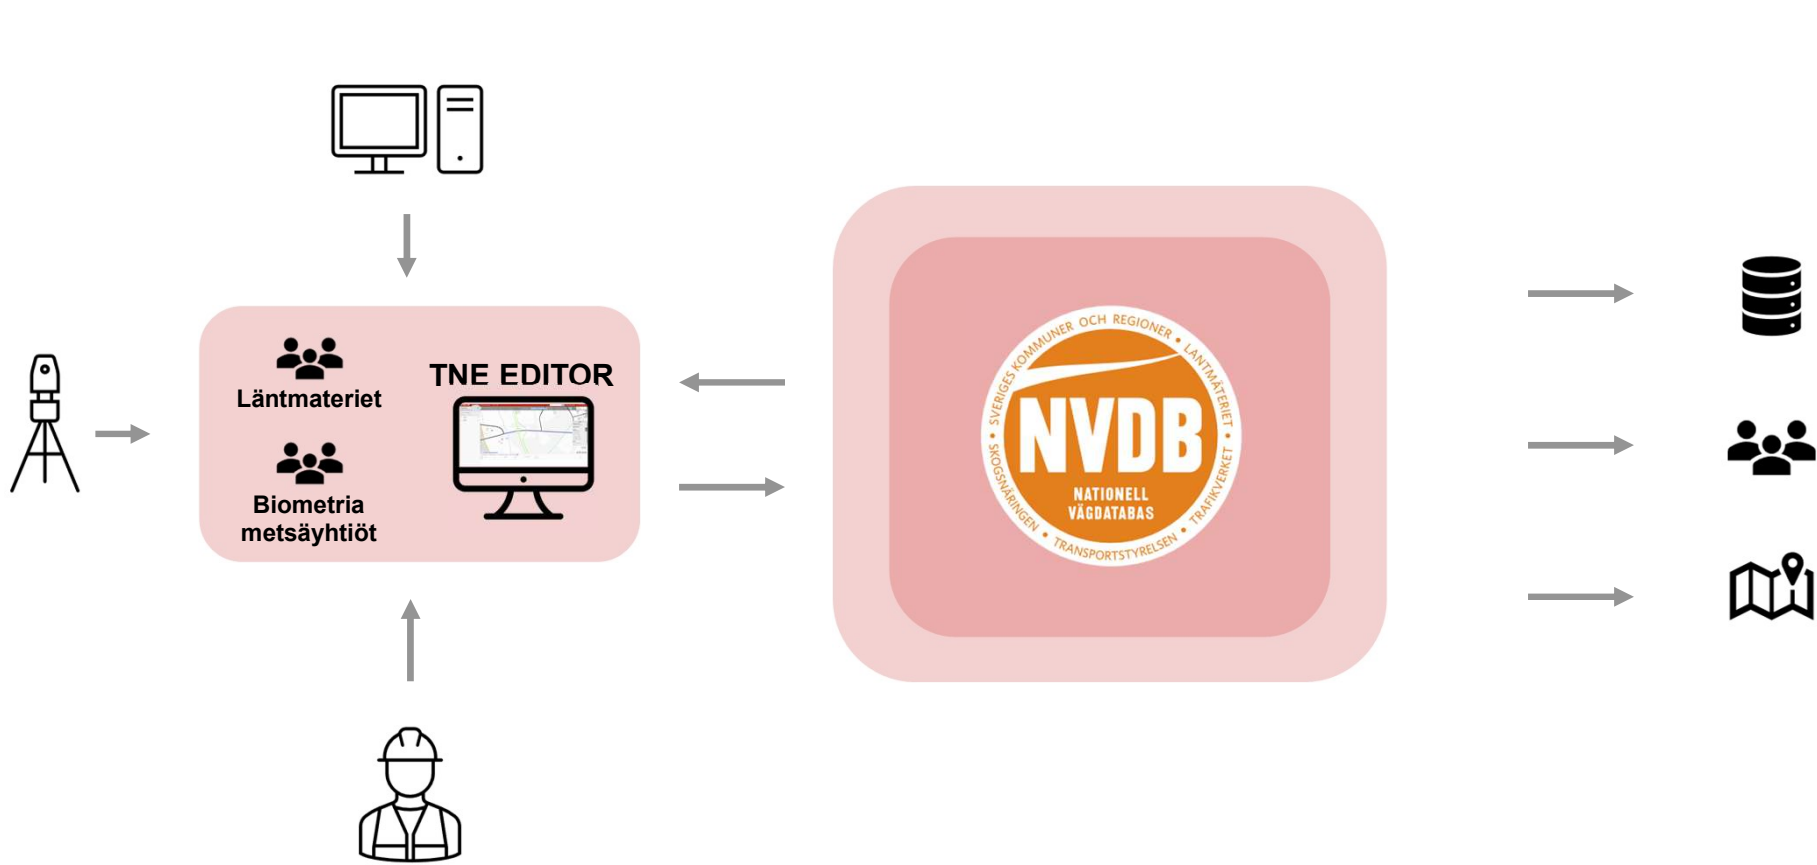 TNE EDITOR
Läntmateriet
Biometria
metsäyhtiöt
SVERIGES KOMMUNER OCH REGIONER • LANTMÄTERIET • TRAFIKVERKET • TRANSPORTSTYRELSEN • SKOGSNÄRINGEN •
NVDB
NATIONELL
VÄGDATABAS